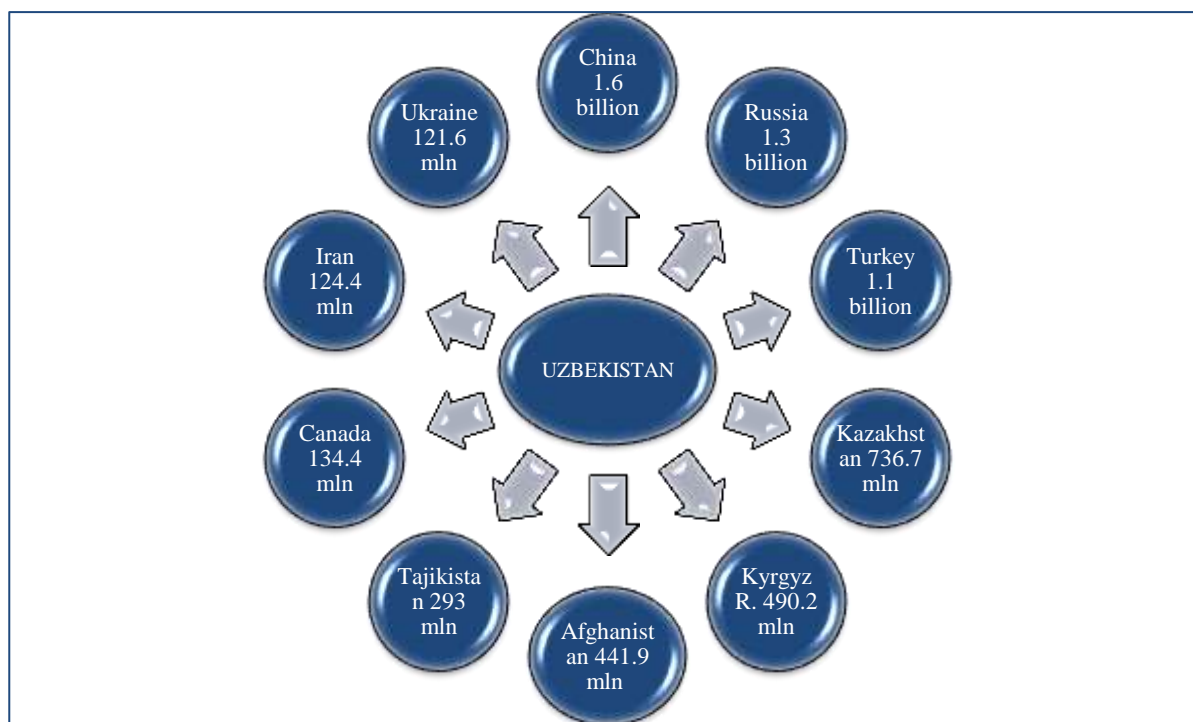 China
1.6
billion
Russia
1.3
billion
Turkey
1.1
billion
Kazakhst
an 736.7
mln
Kyrgyz
R. 490.2
mln
Afghanist
an 441.9
mln
Tajikista
n 293
mln
Canada
134.4
mln
Iran
124.4
mln
Ukraine
121.6
mln
UZBEKISTAN